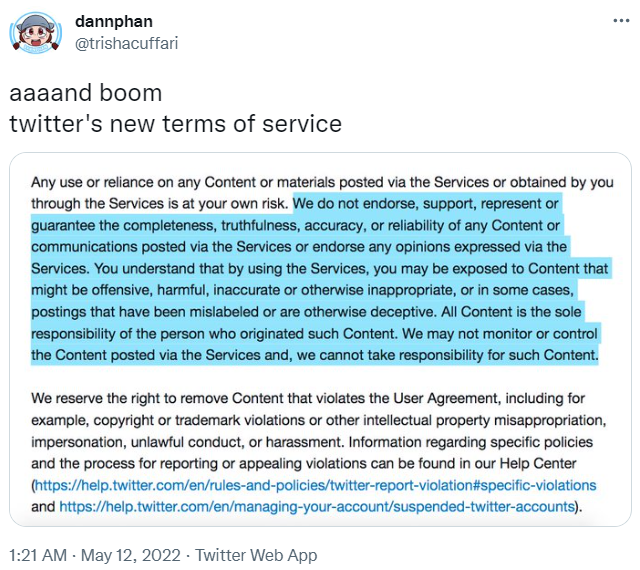 dannphan
@trishacuffari
aaaand boom
twitter's new terms of service
Any use or reliance on any Content or materials posted via the Services or obtained by you
through the Services is at your own risk. We do not endorse, support, represent or
guarantee the completeness, truthfulness, accuracy, or reliability of any Content or
communications posted via the Services or endorse any opinions expressed via the
Services. You understand that by using the Services, you may be exposed to Content that
might be offensive, harmful, inaccurate or otherwise inappropriate, or in some cases,
postings that have been mislabeled or are otherwise deceptive. All Content is the sole
responsibility of the person who originated such Content. We may not monitor or control
the Content posted via the Services and, we cannot take responsibility for such Content.
We reserve the right to remove Content that violates the User Agreement, including for
example, copyright or trademark violations or other intellectual property misappropriation,
impersonation, unlawful conduct, or harassment. Information regarding specific policies
and the process for reporting or appealing violations can be found in our Help Center
(https://help.twitter.com/en/rules-and-policies/twitter-report-violation#specific-violations
and https://help.twitter.com/en/managing-your-account/suspended-twitter-accounts).
1:21 AM · May 12, 2022 · Twitter Web App